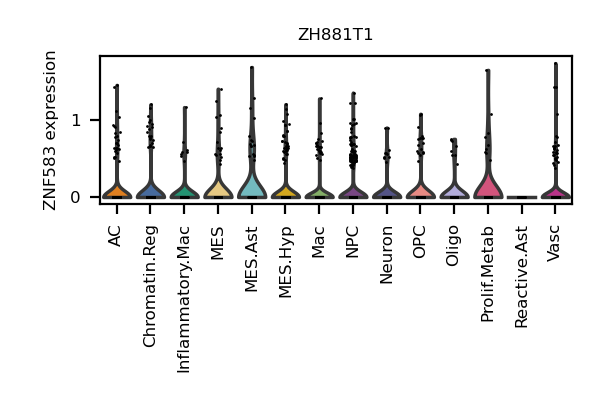 ZH881T1
ZNF583 expression
1
0
AC
Chromatin.Reg
Inflammatory.Mac
MES
MES.Ast
MES.Hyp
Mac
NPC
Neuron
OPC
Oligo
Prolif.Metab
Reactive.Ast
Vasc